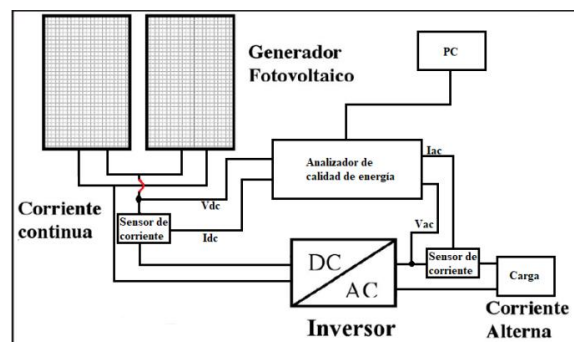 Generador
Fotovoltaico
PC
Analizador de
calidad de energía
Iac
Vdc
Corriente
continua
Sensor de
corriente
Idc
Vac
DC
AC
Sensor de
corriente
Carga
Inversor
Corriente
Alterna